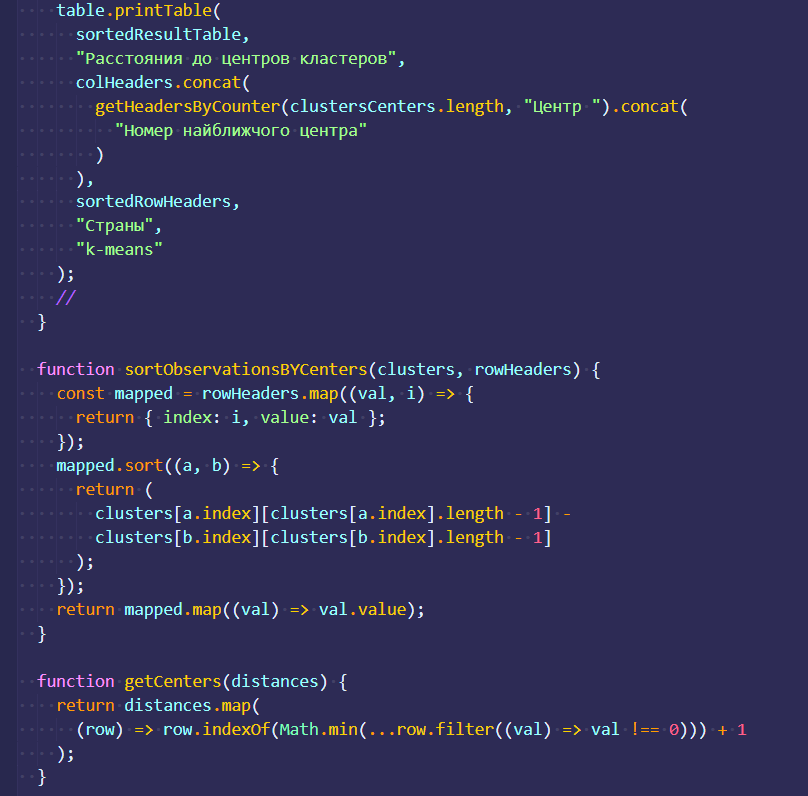 table.printTable(
sortedResultTable,
"Расстояния до центров кластеров",
colHeaders.concat(
getHeadersByCounter(clustersCenters.length, "Центр ").concat(
"Номер найближчого центра"
)
),
sortedRowHeaders,
"Страны",
"k-means"
);
//
}
function sortObservationsBYCenters(clusters, rowHeaders) {
const mapped = rowHeaders.map((val, i) => {
return { index: i, value: val };
});
mapped.sort((a, b) => {
return (
clusters[a.index][clusters[a.index].length - 1] -
clusters[b.index][clusters[b.index].length - 1]
);
});
return mapped.map((val) => val.value);
}
function getCenters(distances) {
return distances.map(
(row) => row.indexOf(Math.min(...row.filter((val) => val !== 0))) + 1
);
}